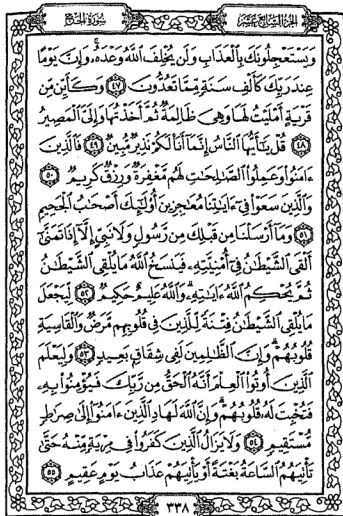 الجزء السابع عشر سورة الحج
وَيَسْتَعْجِلُونَكَ بِٱلْعَذَابِ وَلَن يُخْلِفَ ٱللَّهُ وَعْدَهُۥ ۚ وَإِنَّ يَوْمًا
عِندَ رَبِّكَ كَأَلْفِ سَنَةٍ مِّمَّا تَعُدُّونَ ٤٧ وَكَأَيِّن مِّن
قَرْيَةٍ أَمْلَيْتُ لَهَا وَهِىَ ظَالِمَةٌ ثُمَّ أَخَذْتُهَا وَإِلَىَّ ٱلْمَصِيرُ
٤٨ قُلْ يَٰٓأَيُّهَا ٱلنَّاسُ إِنَّمَآ أَنَا۠ لَكُمْ نَذِيرٌ مُّبِينٌ ٤٩ فَٱلَّذِينَ
ءَامَنُوا۟ وَعَمِلُوا۟ ٱلصَّٰلِحَٰتِ لَهُم مَّغْفِرَةٌ وَرِزْقٌ كَرِيمٌ ٥٠
وَٱلَّذِينَ سَعَوْا۟ فِىٓ ءَايَٰتِنَا مُعَٰجِزِينَ أُو۟لَٰٓئِكَ أَصْحَٰبُ ٱلْجَحِيمِ
٥١ وَمَآ أَرْسَلْنَا مِن قَبْلِكَ مِن رَّسُولٍ وَلَا نَبِىٍّ إِلَّآ إِذَا تَمَنَّىٰٓ
أَلْقَى ٱلشَّيْطَٰنُ فِىٓ أُمْنِيَّتِهِۦ فَيَنسَخُ ٱللَّهُ مَا يُلْقِى ٱلشَّيْطَٰنُ
ثُمَّ يُحْكِمُ ٱللَّهُ ءَايَٰتِهِۦ ۗ وَٱللَّهُ عَلِيمٌ حَكِيمٌ ٥٢ لِّيَجْعَلَ
مَا يُلْقِى ٱلشَّيْطَٰنُ فِتْنَةً لِّلَّذِينَ فِى قُلُوبِهِم مَّرَضٌ وَٱلْقَاسِيَةِ
قُلُوبُهُمْ ۗ وَإِنَّ ٱلظَّٰلِمِينَ لَفِى شِقَاقٍۭ بَعِيدٍ ٥٣ وَلِيَعْلَمَ
ٱلَّذِينَ أُوتُوا۟ ٱلْعِلْمَ أَنَّهُ ٱلْحَقُّ مِن رَّبِّكَ فَيُؤْمِنُوا۟ بِهِۦ
فَتُخْبِتَ لَهُۥ قُلُوبُهُمْ ۗ وَإِنَّ ٱللَّهَ لَهَادِ ٱلَّذِينَ ءَامَنُوٓا۟ إِلَىٰ صِرَٰطٍ
مُّسْتَقِيمٍ ٥٤ وَلَا يَزَالُ ٱلَّذِينَ كَفَرُوا۟ فِى مِرْيَةٍ مِّنْهُ حَتَّىٰ
تَأْتِيَهُمُ ٱلسَّاعَةُ بَغْتَةً أَوْ يَأْتِيَهُمْ عَذَابُ يَوْمٍ عَقِيمٍ ٥٥
٣٣٨